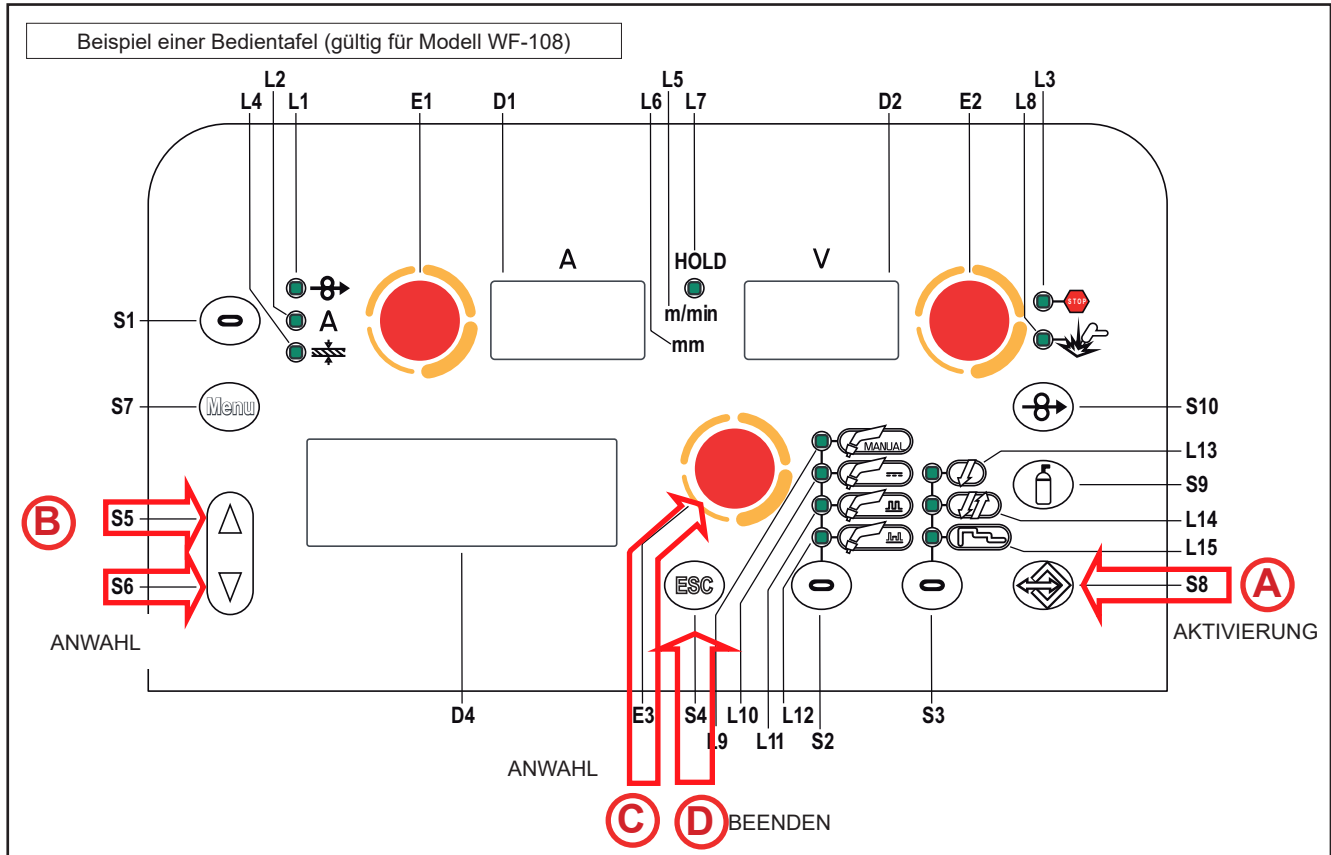 Beispiel einer Bedientafel (gültig für Modell WF-108)
L2 L5 L3
L4 L1 E1 D1 L6 L7 D2 E2 L8
A HOLD V
STOP
S1 A m/min
mm
S7 Menu S10
MANUAL L13
B S5 S9
L14
L15
S6 ESC S8 A
ANWAHL AKTIVIERUNG
D4 E3 S4 L10 L12 S3
L9 L11 S2
ANWAHL
C D BEENDEN